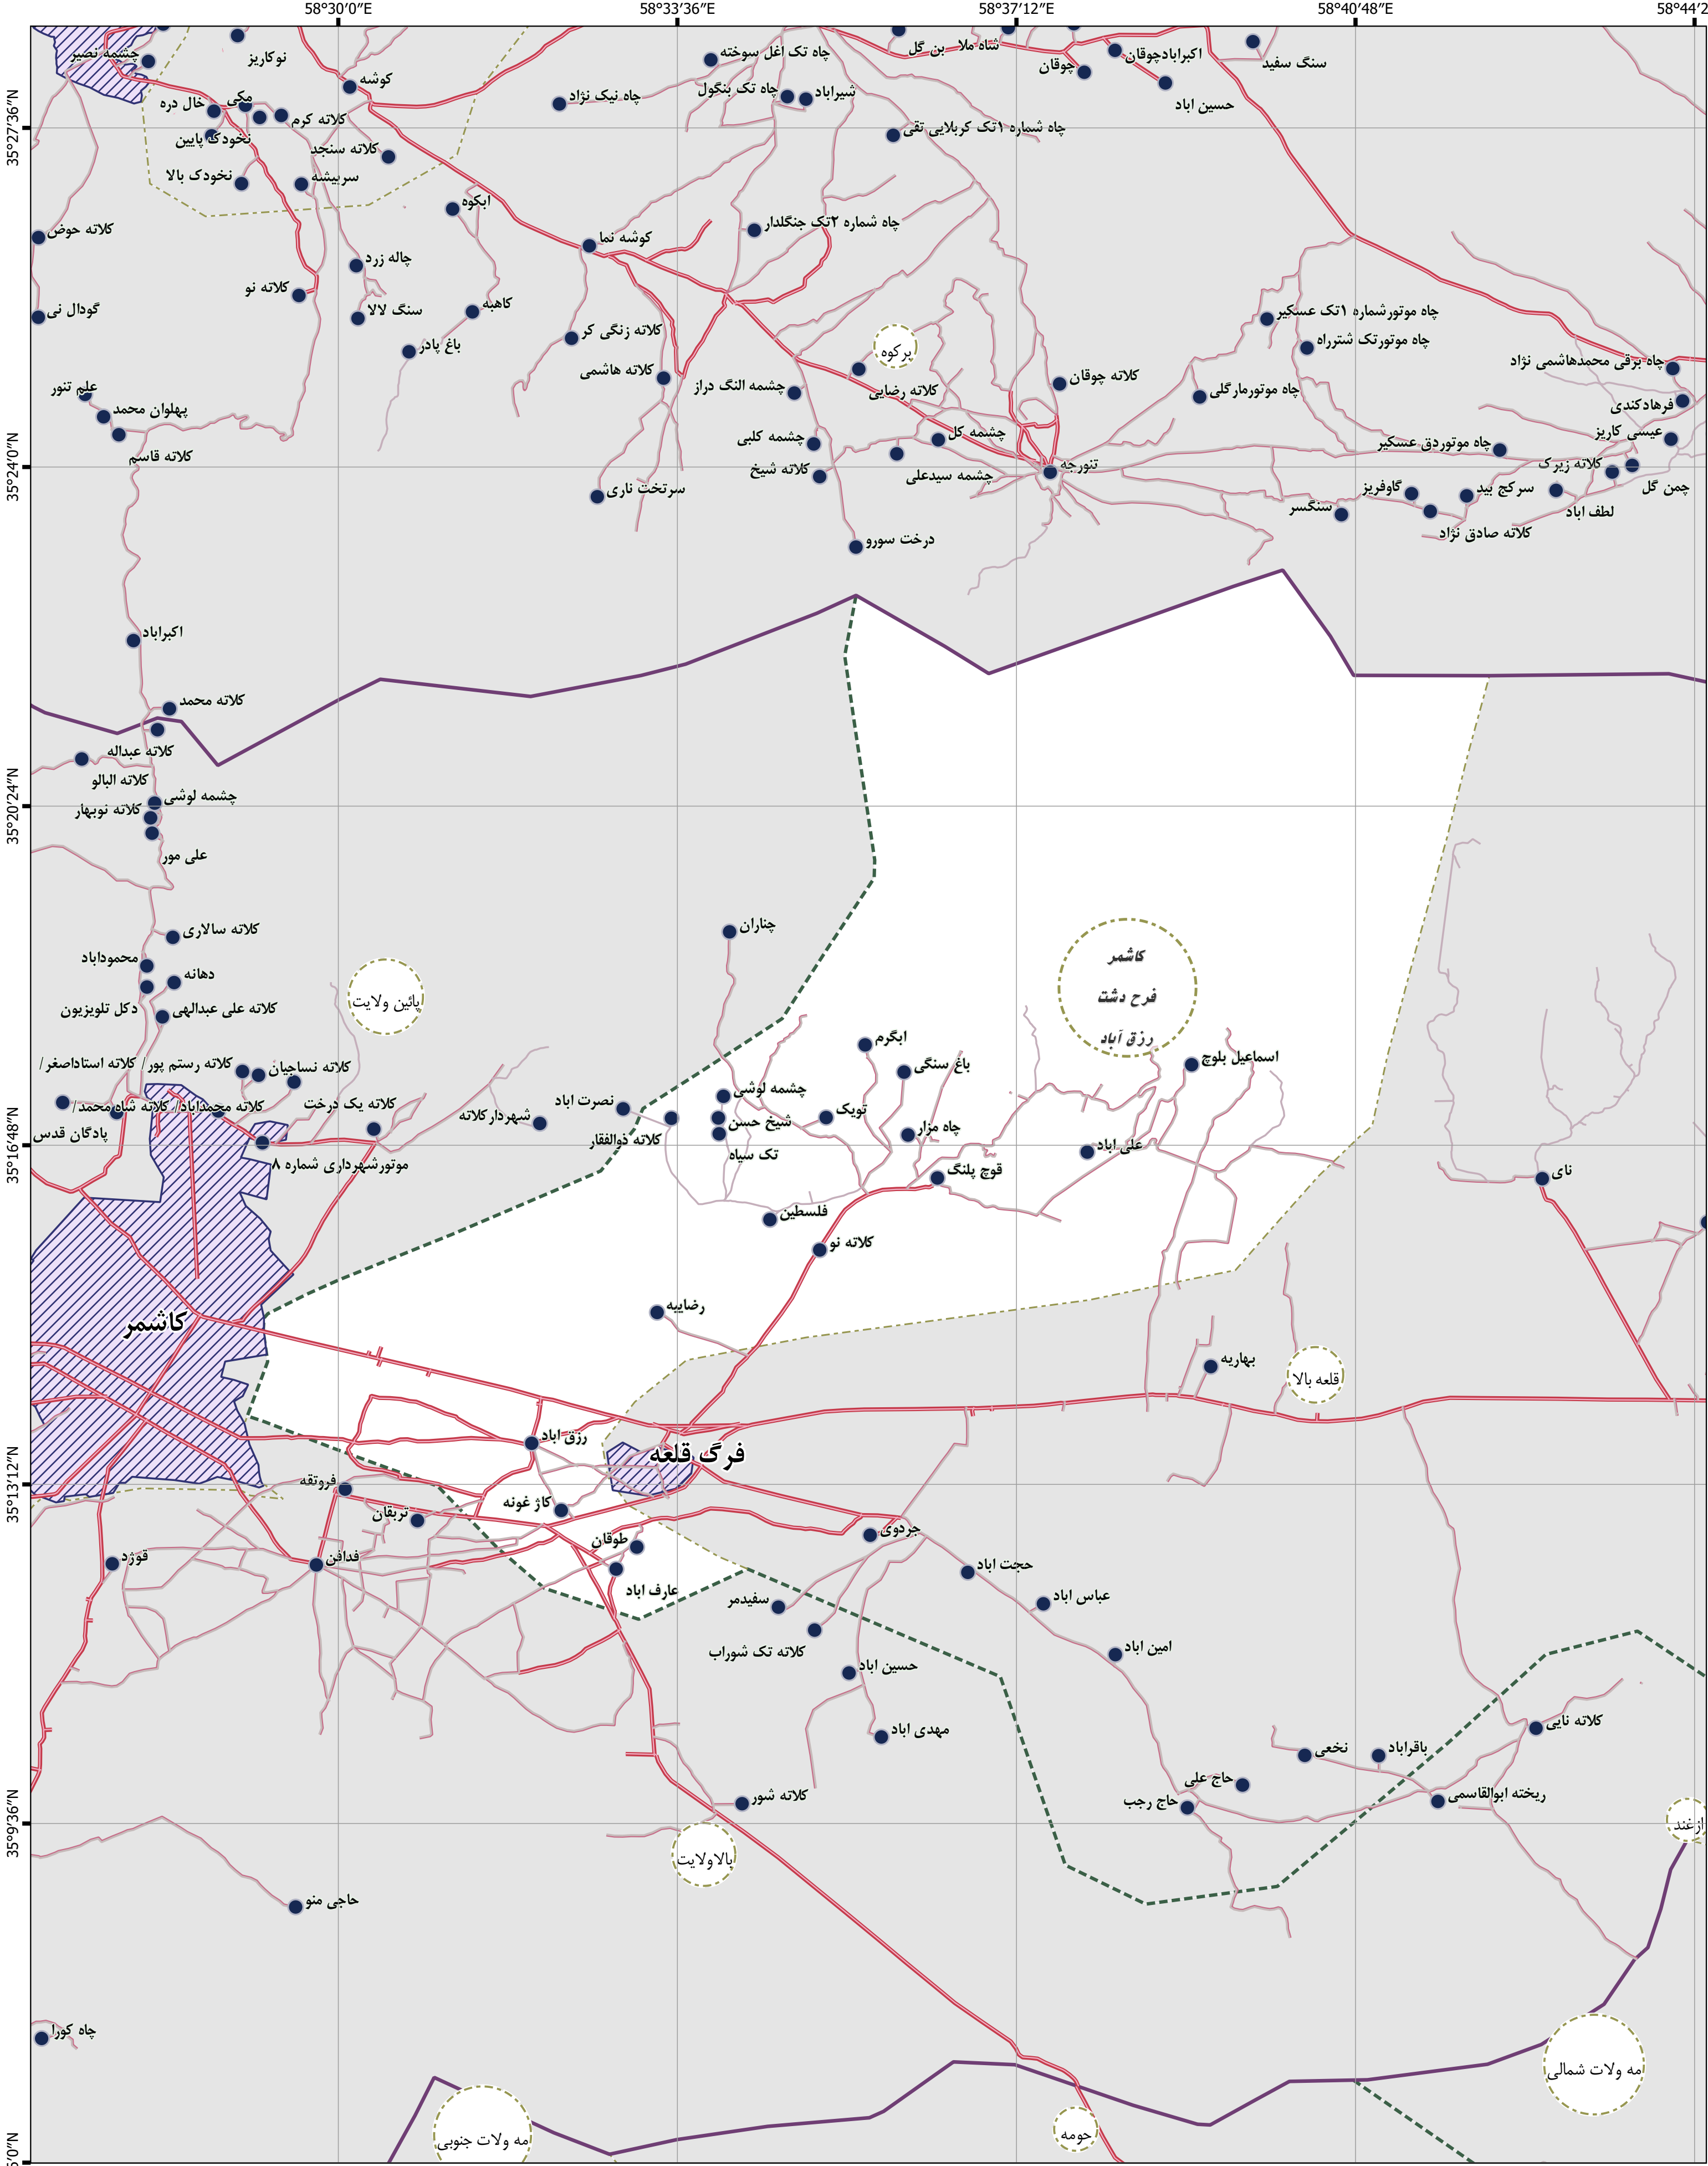 58°30'0"E
58°33'36"E
58°37'12"E
58°40'48"E
چشمه نصیر
نوکاریز
کوشه
چاه تک اغل سوخته
شاه ملا
بن گل
چوقان
اکبرابادچوقان
سنگ سفید
حسین اباد
خال دره
مکی
کلاته کرم
چاه نیک نژاد
چاه تک بنگول
شیراباد
35°27'36"N
نخودک پایین
کلاته سنجد
چاه شماره ۱تک کربلایی تقی
نخودک بالا
سربیشه
ابکوه
کلاته حوض
کوشه نما
چاه شماره ۲تک جنگلدار
چاله زرد
کلاته نو
گودال نی
سنگ لالا
کاهبه
باغ پادر
کلاته زنگی کر
چاه موتورشماره ۱تک عسکیر
چاه موتورتک شترراه
پرکوه
چاه برقی محمدهاشمی نژاد
کلاته هاشمی
چشمه النگ دراز
کلاته رضایی
کلاته چوقان
چاه موتورمارگلی
فرهادکندی
علم تنور
پهلوان محمد
کلاته قاسم
چشمه کلبی
چشمه کل
چاه موتوردق عسکیر
عیسی کاریز
35°24'0"N
کلاته شیخ
چشمه سیدعلی
تنورجه
کلاته زیرک
سرتخت ناری
سنگسر
گاوفریز
سرکج بید
لطف اباد
چمن گل
کلاته صادق نژاد
درخت سورو
اکبراباد
کلاته محمد
کلاته عبداله
کلاته البالو
چشمه لوشی
35°20'24"N
کلاته نوبهار
علی مور
کلاته سالاری
چناران
محموداباد
دهانه
دکل تلویزیون
کلاته علی عبدالهی
پائین ولایت
کاشمر
فرح دشت
رزق آباد
ابگرم
باغ سنگی
اسماعیل بلوچ
کلاته استاداصغر/
کلاته رستم پور/
کلاته نساجیان
چشمه لوشی
کلاته شاه محمد/
کلاته محمداباد/
کلاته یک درخت
شهردارکلاته
نصرت اباد
شیخ حسن
تویک
چاه مزار
علی اباد
35°16'48"N
پادگان قدس
موتورشهرداری شماره ۸
کلاته ذوالفقار
تک سیاه
قوچ پلنگ
نای
فلسطین
کلاته نو
رضاییه
کاشمر
بهاریه
قلعه بالا
رزق اباد
فرگ قلعه
35°13'12"N
فروتقه
تربقان
کاژ غونه
طوقان
جردوی
قوژد
فدافن
عارف اباد
سفیدمر
حجت اباد
عباس اباد
کلاته تک شوراب
حسین اباد
امین اباد
مهدی اباد
کلاته نایی
نخعی
باقراباد
حاج علی
حاج رجب
ریخته ابوالقاسمی
کلاته شور
35°9'36"N
بالاولایت
ازغند
حاجی منو
چاه کورا
مه ولات شمالی
مه ولات جنوبی
حومه